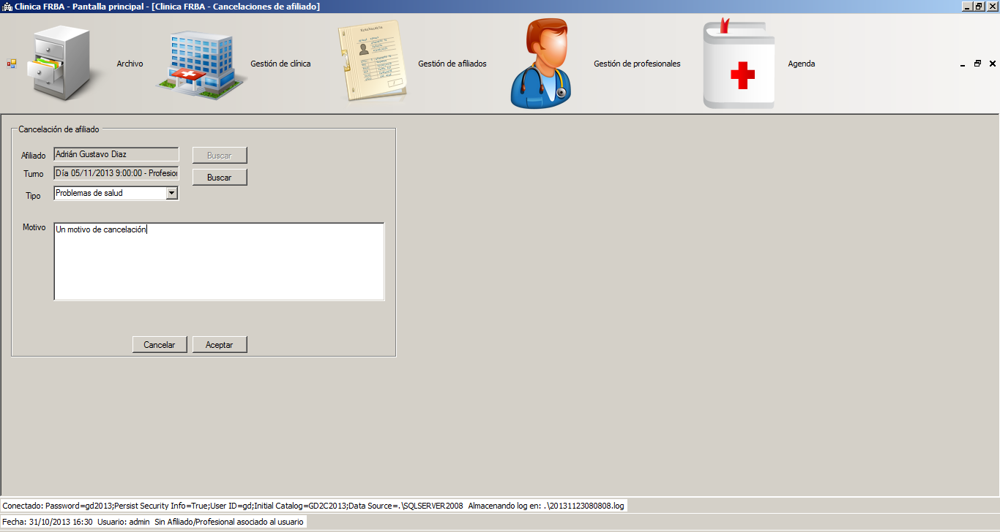 Clinica FRBA - Pantalla principal - [Clinica FRBA - Cancelaciones de afiliado]
Archivo Gestión de clínica Gestión de afiliados Gestión de profesionales Agenda
Cancelación de afiliado
Afiliado Adrián Gustavo Diaz Buscar
Turno Día 05/11/2013 9:00:00 - Profesion Buscar
Tipo Problemas de salud
Motivo Un motivo de cancelación
Cancelar Aceptar
Conectado: Password=gd2013;Persist Security Info=True;User ID=gd;Initial Catalog=GD2C2013;Data Source=.\SQLSERVER2008 Almacenando log en: .\20131123080808.log
Fecha: 31/10/2013 16:30 Usuario: admin Sin Afiliado/Profesional asociado al usuario